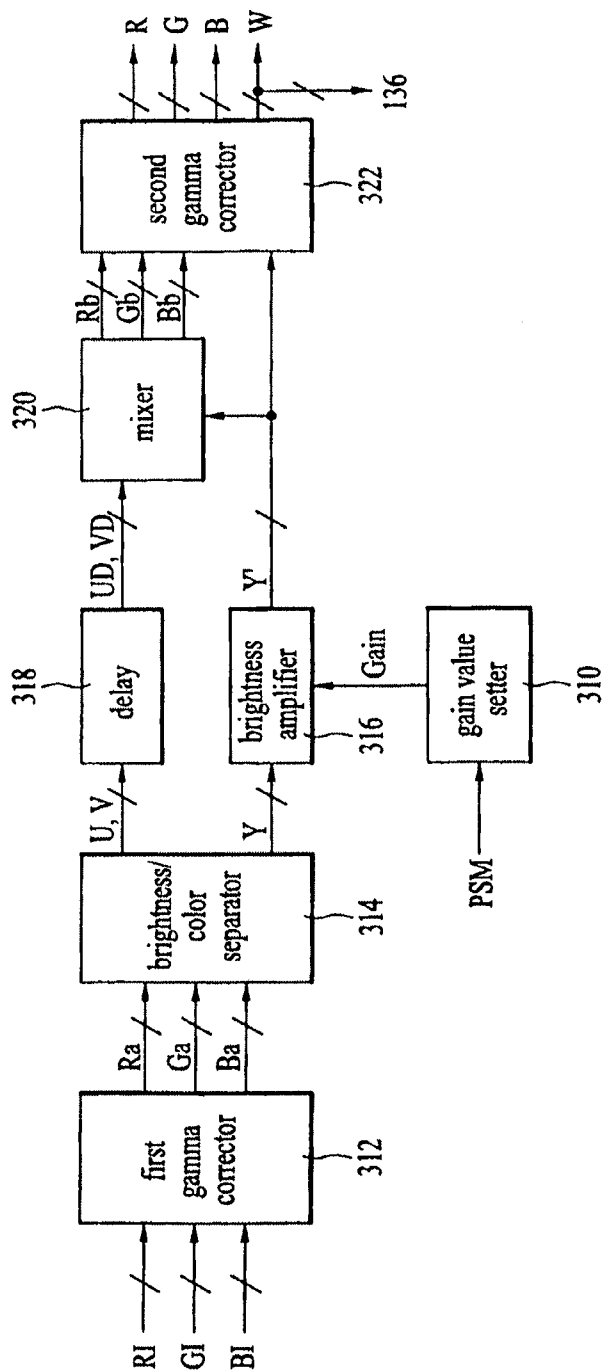 RI
GI
BI
first
gamma
corrector
312
Ra
Ga
Ba
brightness/
color
separator
314
U, V
Y
delay
318
brightness
amplifier
316
PSM
gain value
setter
310
Gain
UD, VD
Y'
mixer
320
Rb
Gb
Bb
second
gamma
corrector
322
R
G
B
W
136